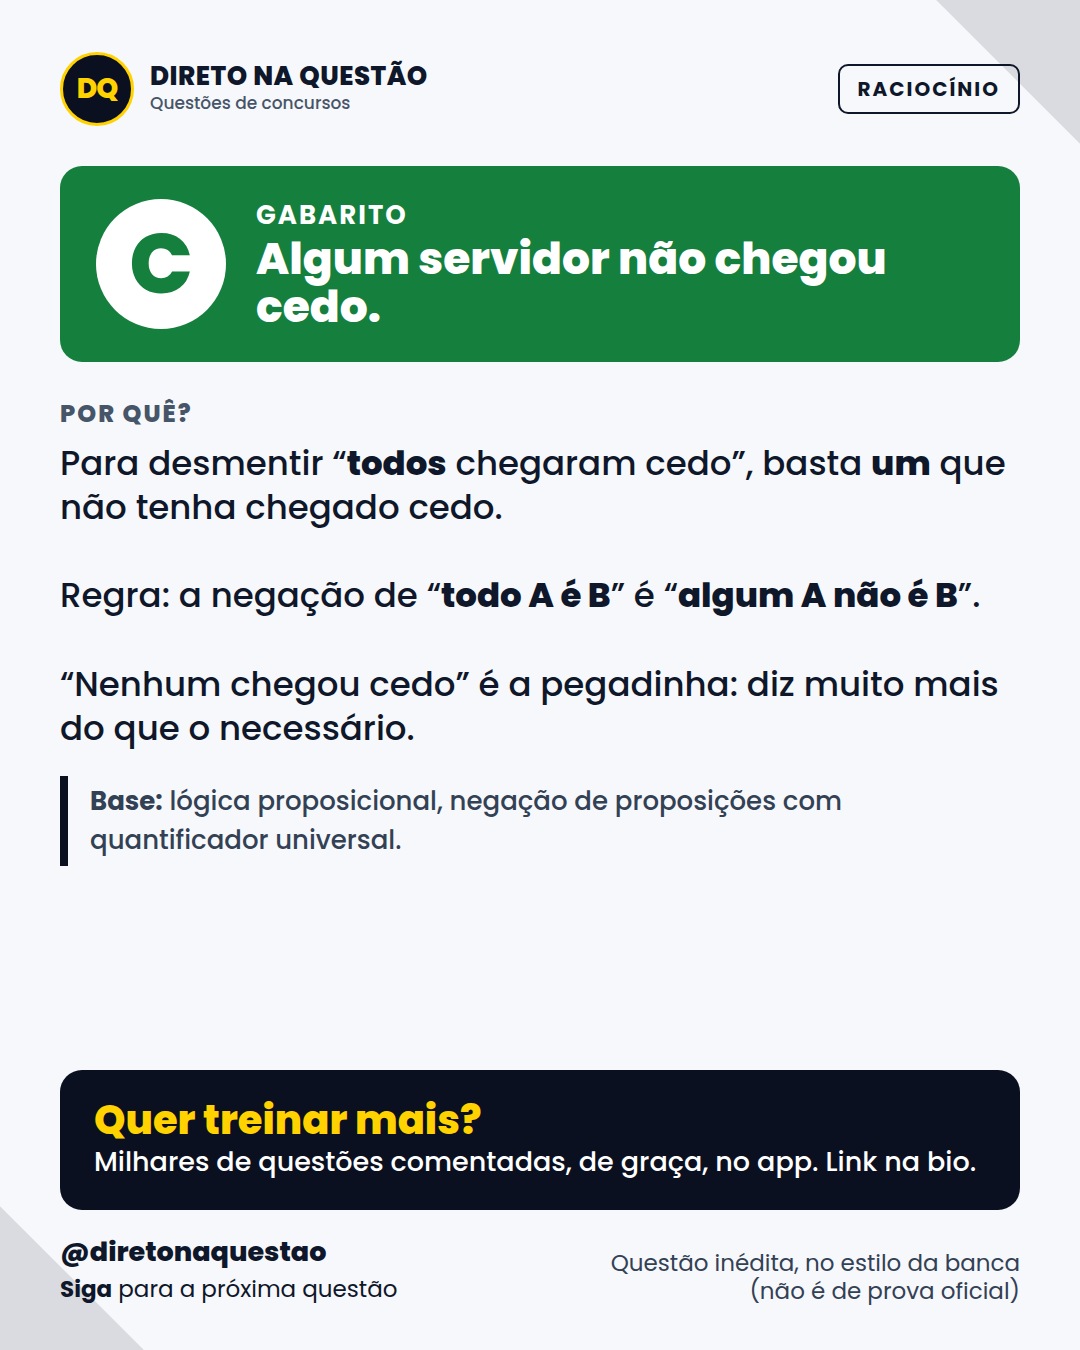 DQ
DIRETO NA QUESTÃO
Questões de concursos
RACIOCÍNIO
C
GABARITO
Algum servidor não chegou
cedo.
POR QUÊ?
Para desmentir “todos chegaram cedo”, basta um que
não tenha chegado cedo.
Regra: a negação de “todo A é B” é “algum A não é B”.
“Nenhum chegou cedo” é a pegadinha: diz muito mais
do que o necessário.
Base: lógica proposicional, negação de proposições com
quantificador universal.
Quer treinar mais?
Milhares de questões comentadas, de graça, no app. Link na bio.
@diretonaquestao
Siga para a próxima questão
Questão inédita, no estilo da banca
(não é de prova oficial)